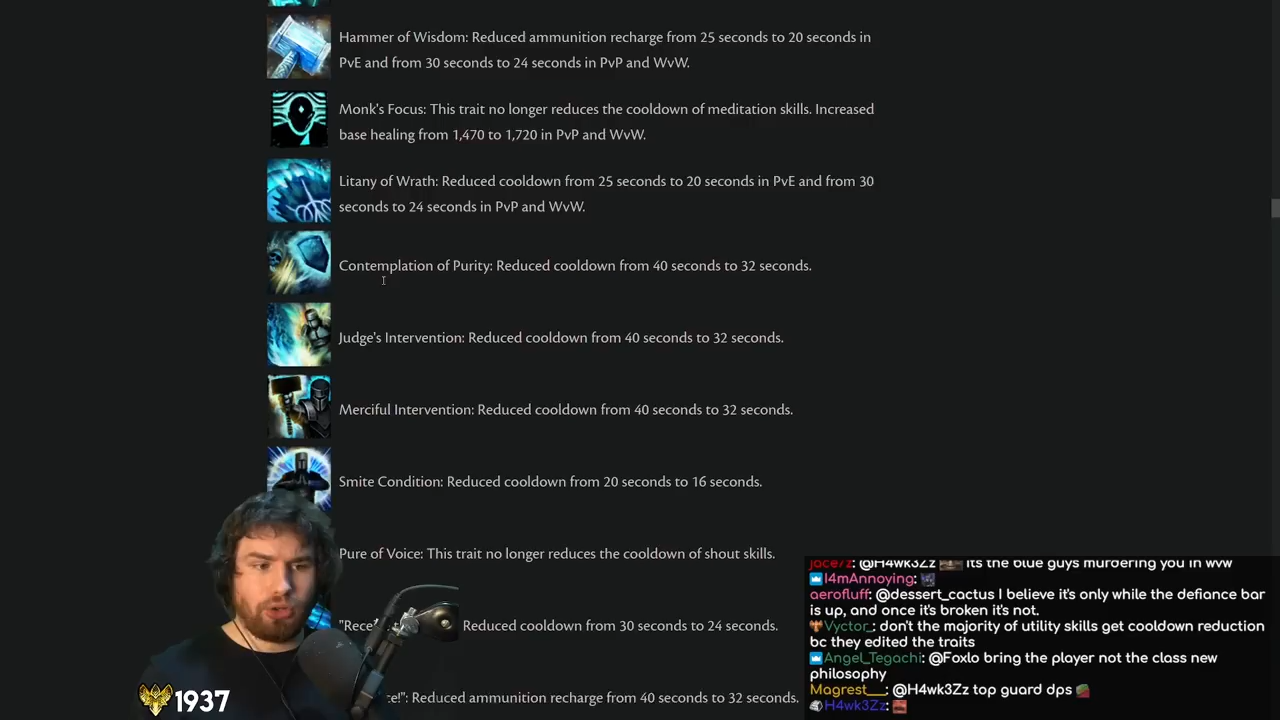 Hammer of Wisdom: Reduced ammunition recharge from 25 seconds to 20 seconds in
PvE and from 30 seconds to 24 seconds in PvP and WvW.
Monk's Focus: This trait no longer reduces the cooldown of meditation skills. Increased
base healing from 1,470 to 1,720 in PvP and WvW.
Litany of Wrath: Reduced cooldown from 25 seconds to 20 seconds in PvE and from 30
seconds to 24 seconds in PvP and WvW.
Contemplation of Purity: Reduced cooldown from 40 seconds to 32 seconds.
Judge's Intervention: Reduced cooldown from 40 seconds to 32 seconds.
Merciful Intervention: Reduced cooldown from 40 seconds to 32 seconds.
Smite Condition: Reduced cooldown from 20 seconds to 16 seconds.
Pure of Voice: This trait no longer reduces the cooldown of shout skills.
Reduced cooldown from 30 seconds to 24 seconds.
Reduced ammunition recharge from 40 seconds to 32 seconds.
1937
jace7z: @H4wk3Zz its the blue guys murdering you in wvw
I4mAnnoying:
aerofluff: @dessert_cactus I believe it's only while the defiance bar
is up, and once it's broken it's not.
Vyctor_: don't the majority of utility skills get cooldown reduction
bc they edited the traits
Angel_Tegachi: @Foxlo bring the player not the class new
philosophy
Magrest__: @H4wk3Zz top guard dps
H4wk3Zz: